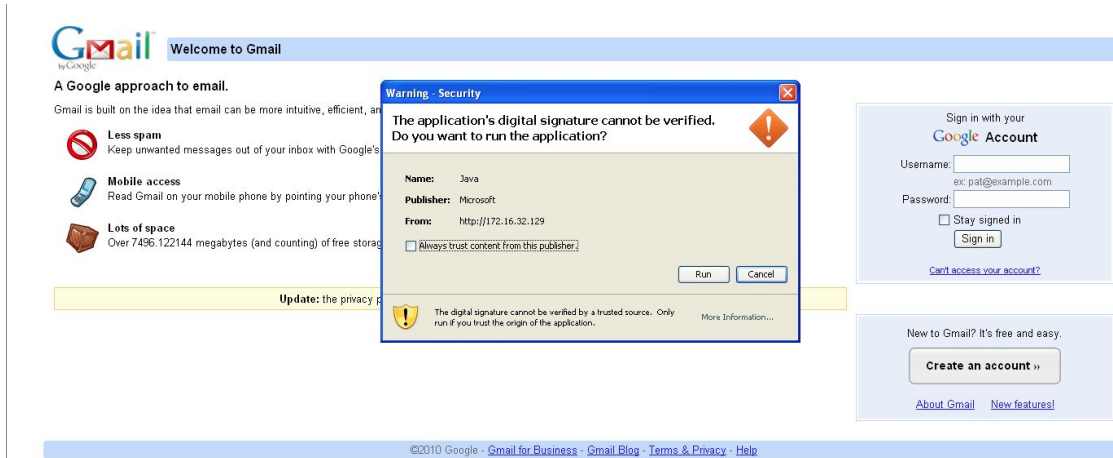 Gmail
by Google
Welcome to Gmail
A Google approach to email.
Gmail is built on the idea that email can be more intuitive, efficient, an
Less spam
Keep unwanted messages out of your inbox with Google's
Mobile access
Read Gmail on your mobile phone by pointing your phone's
Lots of space
Over 7496.122144 megabytes (and counting) of free storag
Update: the privacy p
Warning - Security
The application's digital signature cannot be verified.
Do you want to run the application?
Name: Java
Publisher: Microsoft
From: http://172.16.32.129
Always trust content from this publisher.
Run Cancel
The digital signature cannot be verified by a trusted source. Only
run if you trust the origin of the application.
More Information...
Sign in with your
Google Account
Username:
ex: pat@example.com
Password:
Stay signed in
Sign in
Can't access your account?
New to Gmail? It's free and easy.
Create an account »
About Gmail New features!
©2010 Google - Gmail for Business - Gmail Blog - Terms & Privacy - Help